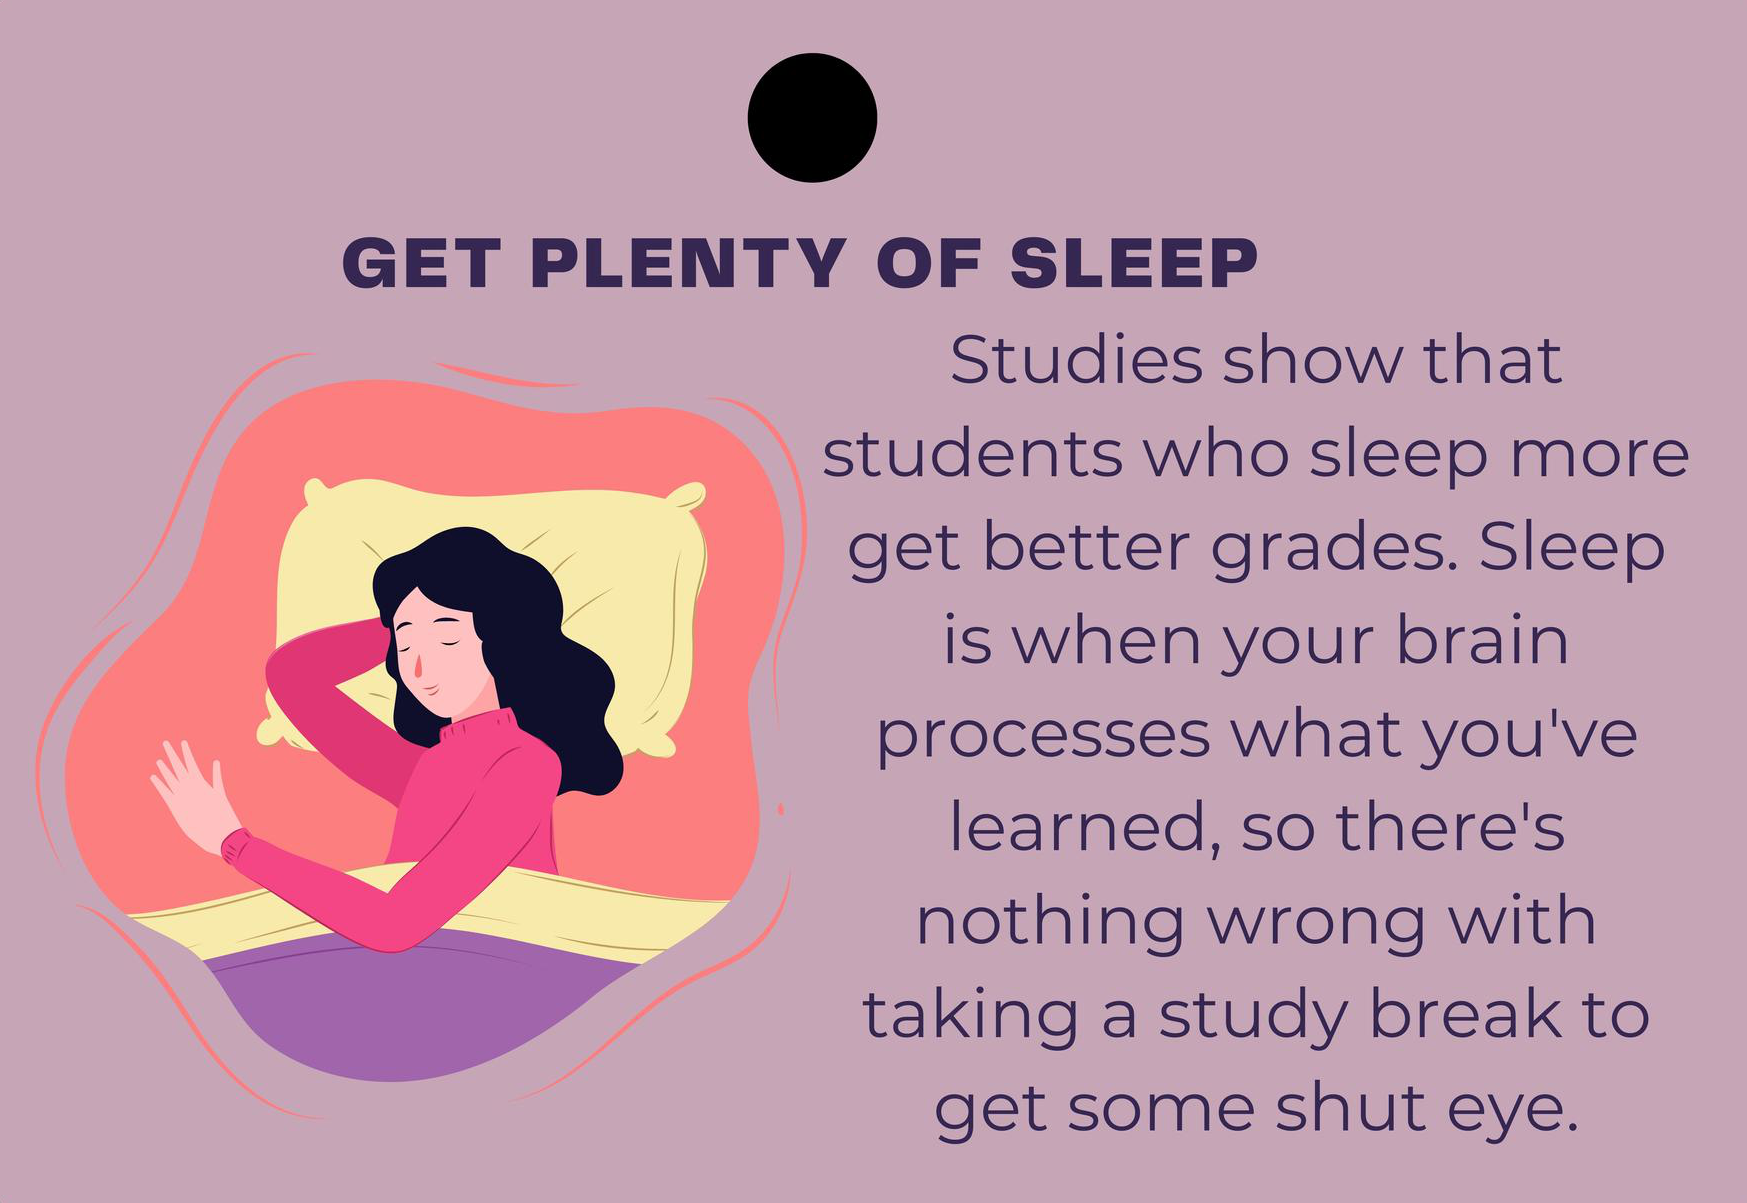 GET PLENTY OF SLEEP
Studies show that
students who sleep more
get better grades. Sleep
is when your brain
processes what you've
learned, so there's
nothing wrong with
taking a study break to
get some shut eye.